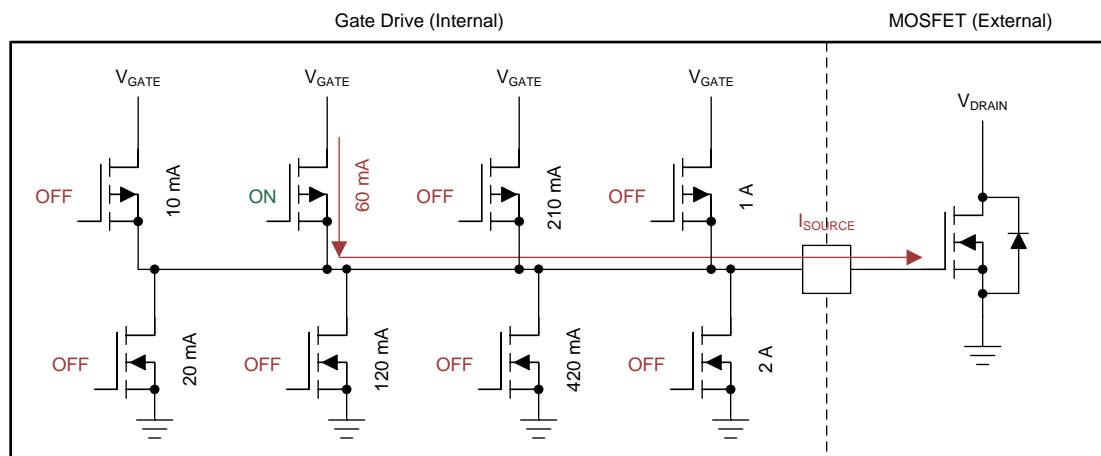 Gate Drive (Internal)
MOSFET (External)
VGATE
VGATE
VGATE
VGATE
VDRAIN
OFF
10 mA
ON
60 mA
OFF
210 mA
OFF
1 A
ISOURCE
OFF
20 mA
OFF
120 mA
OFF
420 mA
OFF
2 A